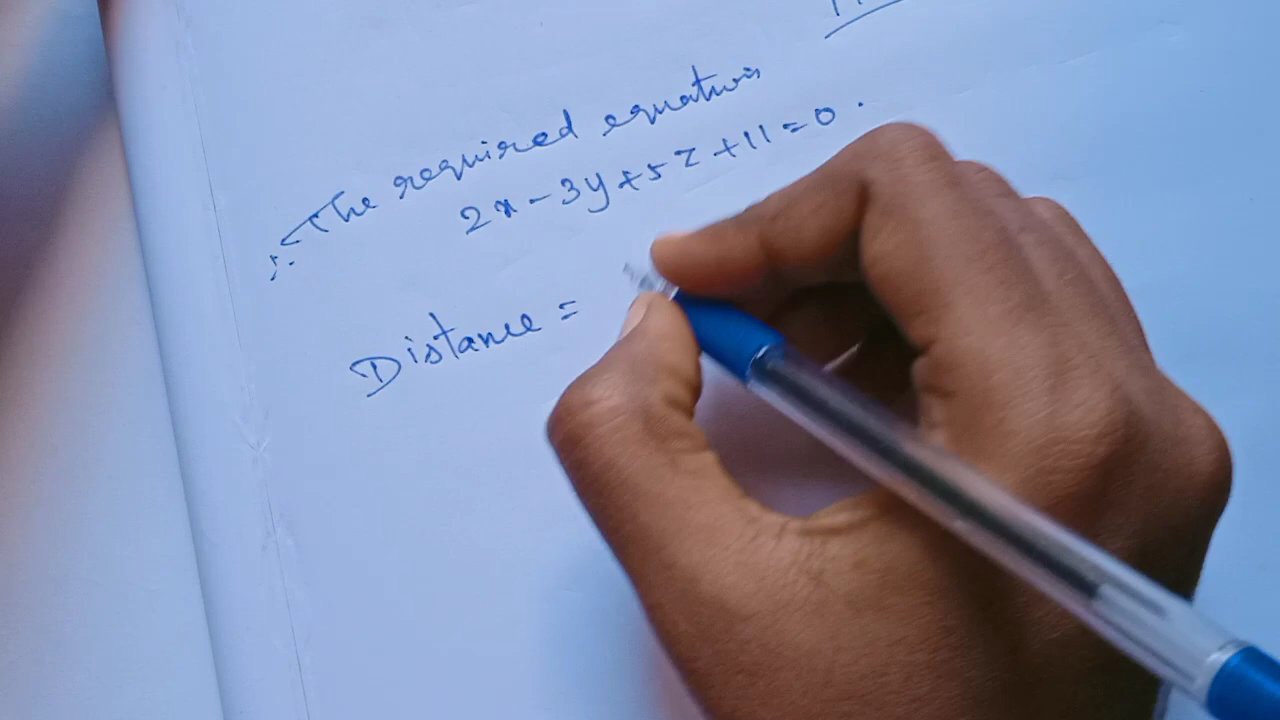 ∴ The required equation
2x-3y+5z+11=0.
Distance =